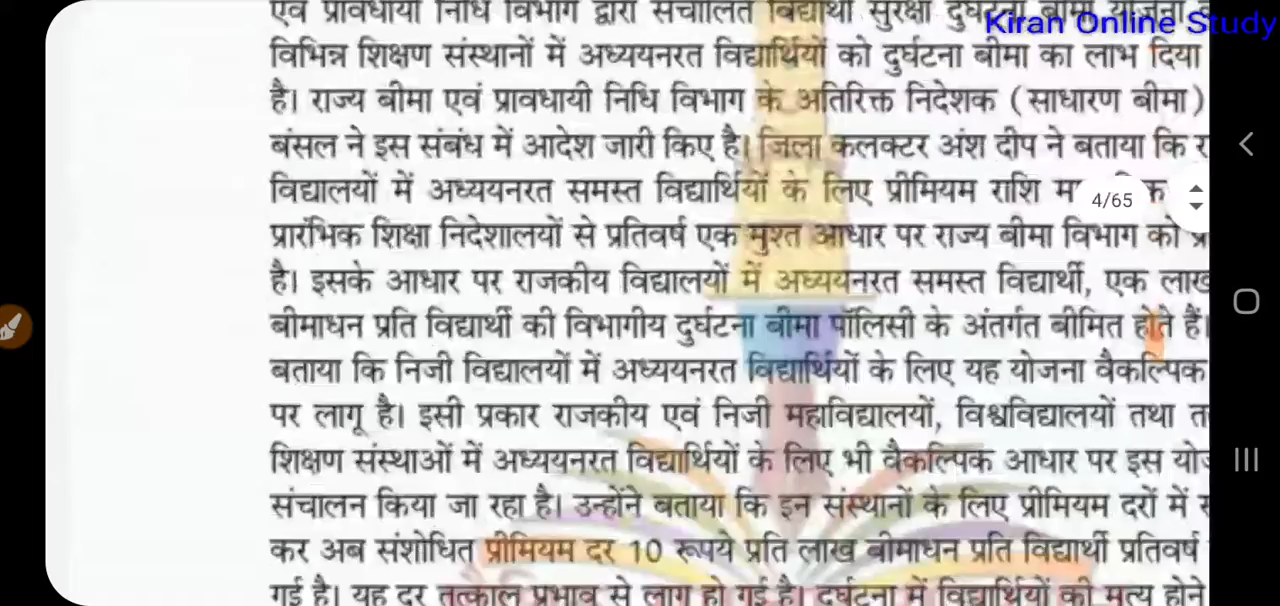 एवं प्रावधायी निधि विभाग द्वारा संचालित विद्यार्थी सुरक्षा दुर्घटना बीमा योजना
Kiran Online Study
विभिन्न शिक्षण संस्थानों में अध्ययनरत विद्यार्थियों को दुर्घटना बीमा का लाभ दिया
है। राज्य बीमा एवं प्रावधायी निधि विभाग के अतिरिक्त निदेशक (साधारण बीमा)
बंसल ने इस संबंध में आदेश जारी किए है। जिला कलक्टर अंश दीप ने बताया कि
विद्यालयों में अध्ययनरत समस्त विद्यार्थियों के लिए प्रीमियम राशि
4/65
प्रारंभिक शिक्षा निदेशालयों से प्रतिवर्ष एक मुश्त आधार पर राज्य बीमा विभाग को
है। इसके आधार पर राजकीय विद्यालयों में अध्ययनरत समस्त विद्यार्थी, एक लाख
बीमाधन प्रति विद्यार्थी की विभागीय दुर्घटना बीमा पॉलिसी के अंतर्गत बीमित होते हैं।
बताया कि निजी विद्यालयों में अध्ययनरत विद्यार्थियों के लिए यह योजना वैकल्पिक
पर लागू है। इसी प्रकार राजकीय एवं निजी महाविद्यालयों, विश्वविद्यालयों तथा
शिक्षण संस्थाओं में अध्ययनरत विद्यार्थियों के लिए भी वैकल्पिक आधार पर इस
संचालन किया जा रहा है। उन्होंने बताया कि इन संस्थानों के लिए प्रीमियम दरों में
कर अब संशोधित प्रीमियम दर 10 रूपये प्रति लाख बीमाधन प्रति विद्यार्थी प्रतिवर्ष
गई है। यह दर तत्काल प्रभाव से लागू हो गई है। दुर्घटना में विद्यार्थियों की मृत्यु होने